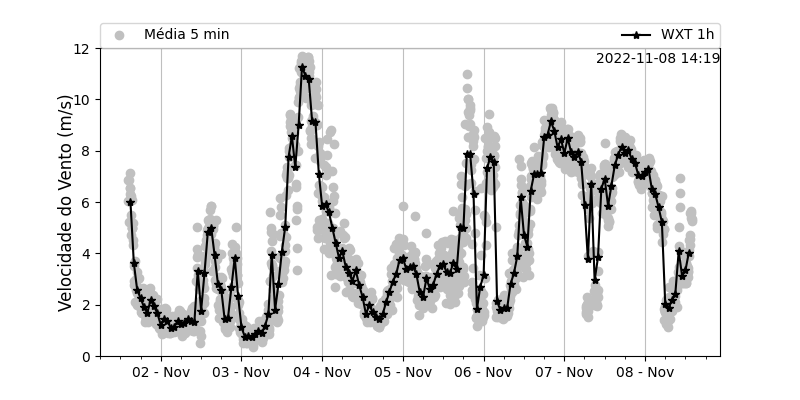 Média 5 min
WXT 1h
2022-11-08 14:19
Velocidade do Vento (m/s)
12
10
8
6
4
2
0
02 - Nov
03 - Nov
04 - Nov
05 - Nov
06 - Nov
07 - Nov
08 - Nov